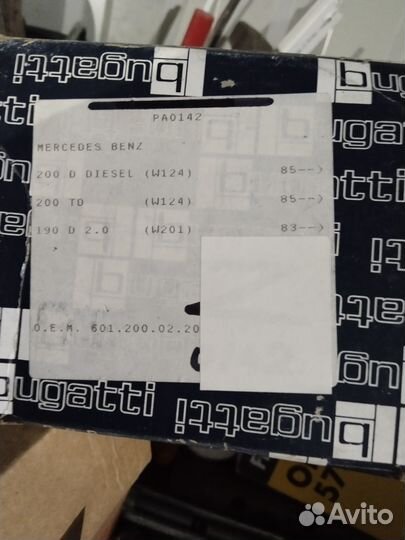 bugatti
PA0142
MERCEDES BENZ
200 D DIESEL (W124) 85-->
200 TD (W124) 85-->
190 D 2.0 (W201) 83-->
O.E.M. 601.200.02.20
bugatti
bugatti
Avito